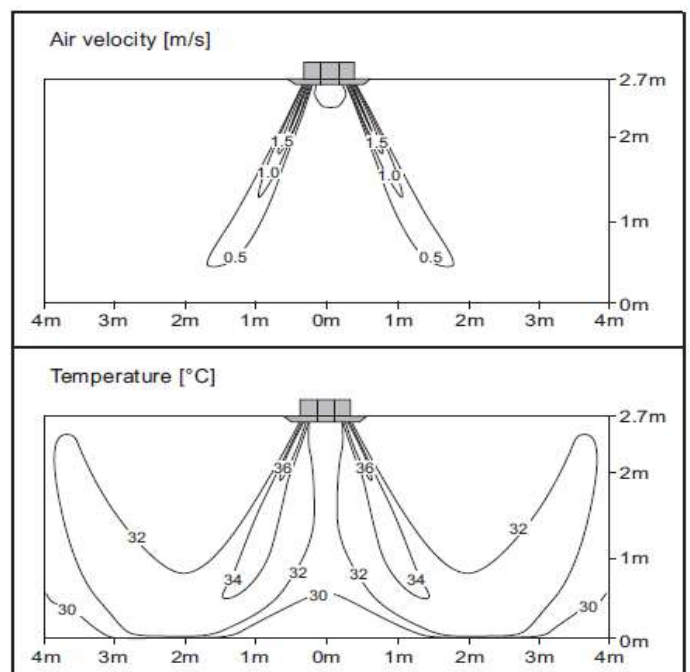 Air velocity [m/s]
2.7m
2m
1.5 1.5
1.0 1.0
1m
0.5 0.5
0m
4m 3m 2m 1m 0m 1m 2m 3m 4m
Temperature [°C]
2.7m
36 36
2m
32 32
1m
34 32 32 34
30 30 30
0m
4m 3m 2m 1m 0m 1m 2m 3m 4m